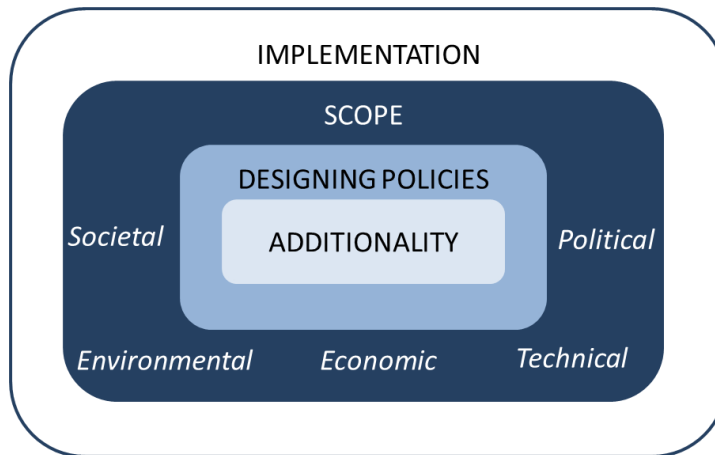 IMPLEMENTATION
SCOPE
DESIGNING POLICIES
ADDITIONALITY
Societal
Political
Environmental
Economic
Technical